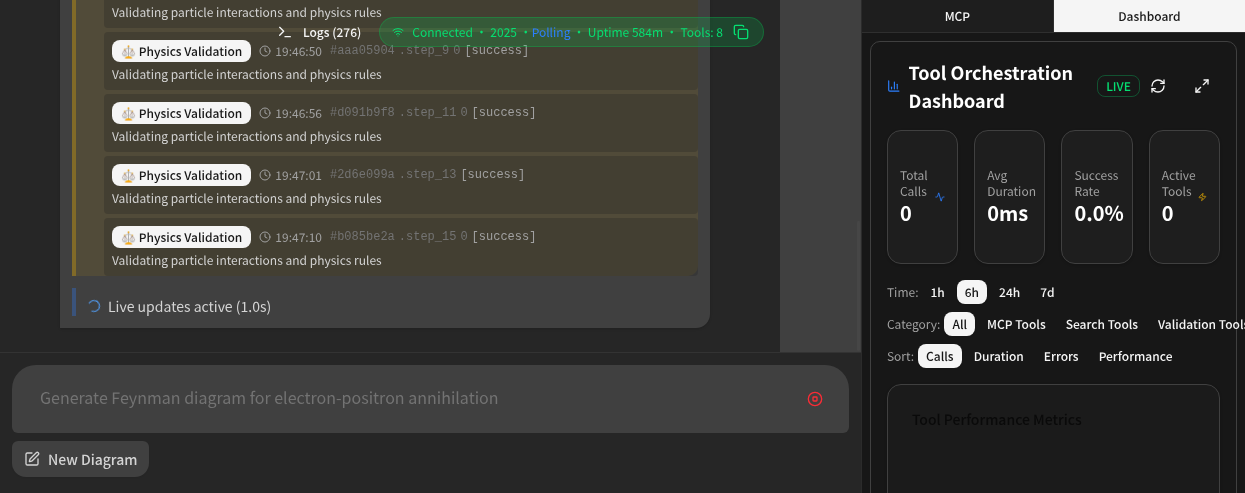 Validating particle interactions and physics rules
Logs (276)
Connected • 2025 • Polling • Uptime 584m • Tools: 8
Physics Validation 19:46:50 #aaa05904 .step_9 0 [success]
Validating particle interactions and physics rules
Physics Validation 19:46:56 #d091b9f8 .step_11 0 [success]
Validating particle interactions and physics rules
Physics Validation 19:47:01 #2d6e099a .step_13 [success]
Validating particle interactions and physics rules
Physics Validation 19:47:10 #b085be2a .step_15 0 [success]
Validating particle interactions and physics rules
Live updates active (1.0s)
Generate Feynman diagram for electron-positron annihilation
New Diagram
MCP Dashboard
Tool Orchestration
Dashboard
LIVE
Total
Calls
0
Avg
Duration
0ms
Success
Rate
0.0%
Active
Tools
0
Time: 1h 6h 24h 7d
Category: All MCP Tools Search Tools Validation Tools
Sort: Calls Duration Errors Performance
Tool Performance Metrics